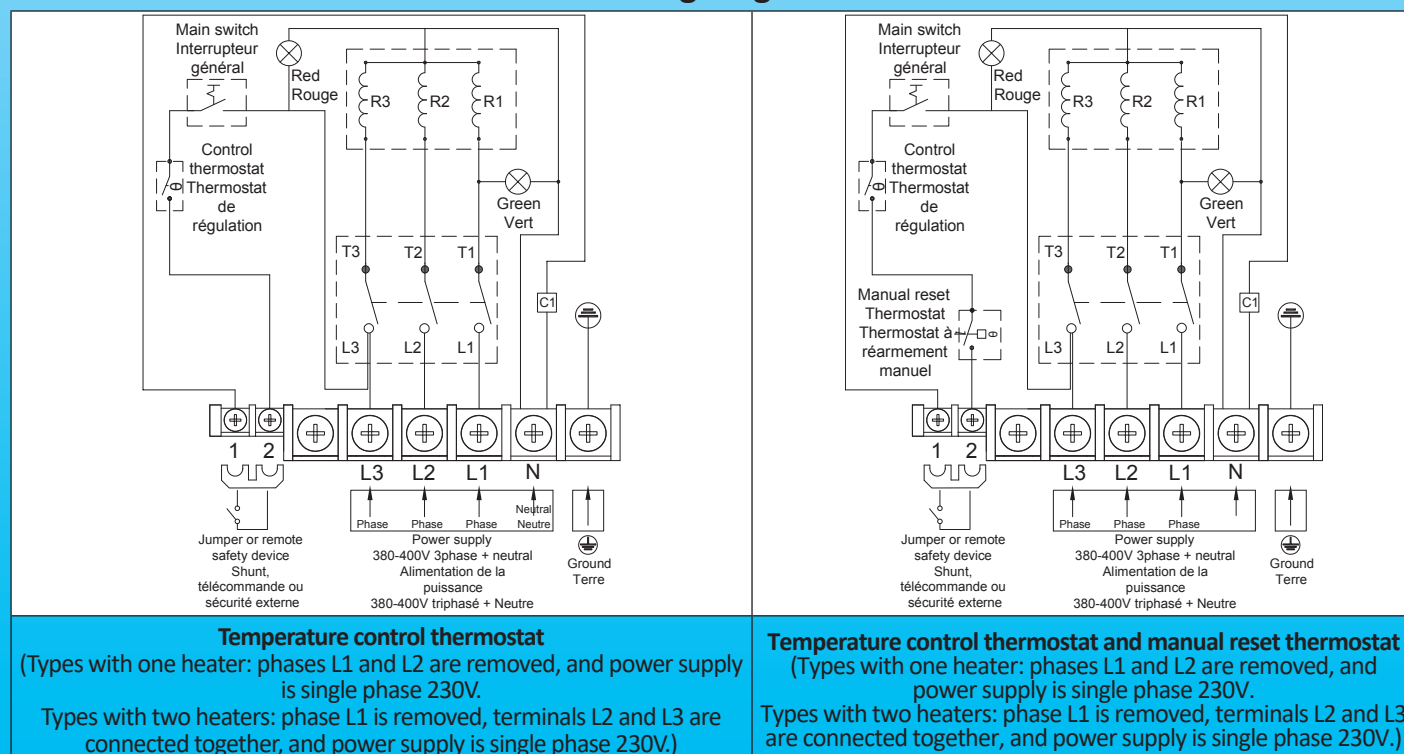 Main switch
Interrupteur
général
Red
Rouge
R3
R2
R1
Control
thermostat
Thermostat
de
régulation
θ
Green
Vert
T3
T2
T1
C1
L3
L2
L1
1
2
L3
L2
L1
N
Phase
Phase
Phase
Neutral
Neutre
Jumper or remote
safety device
Shunt,
télécommande ou
sécurité externe
Power supply
380-400V 3phase + neutral
Alimentation de la
puissance
380-400V triphasé + Neutre
Ground
Terre
Temperature control thermostat
(Types with one heater: phases L1 and L2 are removed, and power supply
is single phase 230V.
Types with two heaters: phase L1 is removed, terminals L2 and L3 are
connected together, and power supply is single phase 230V.)
Main switch
Interrupteur
général
Red
Rouge
R3
R2
R1
Control
thermostat
Thermostat
de
régulation
θ
Green
Vert
T3
T2
T1
C1
Manual reset
Thermostat
Thermostat à
réarmement
manuel
θ
L3
L2
L1
1
2
L3
L2
L1
N
Phase
Phase
Phase
Jumper or remote
safety device
Shunt,
télécommande ou
sécurité externe
Power supply
380-400V 3phase + neutral
Alimentation de la
puissance
380-400V triphasé + Neutre
Ground
Terre
Temperature control thermostat and manual reset thermostat
(Types with one heater: phases L1 and L2 are removed, and
power supply is single phase 230V.
Types with two heaters: phase L1 is removed, terminals L2 and L3
are connected together, and power supply is single phase 230V.)